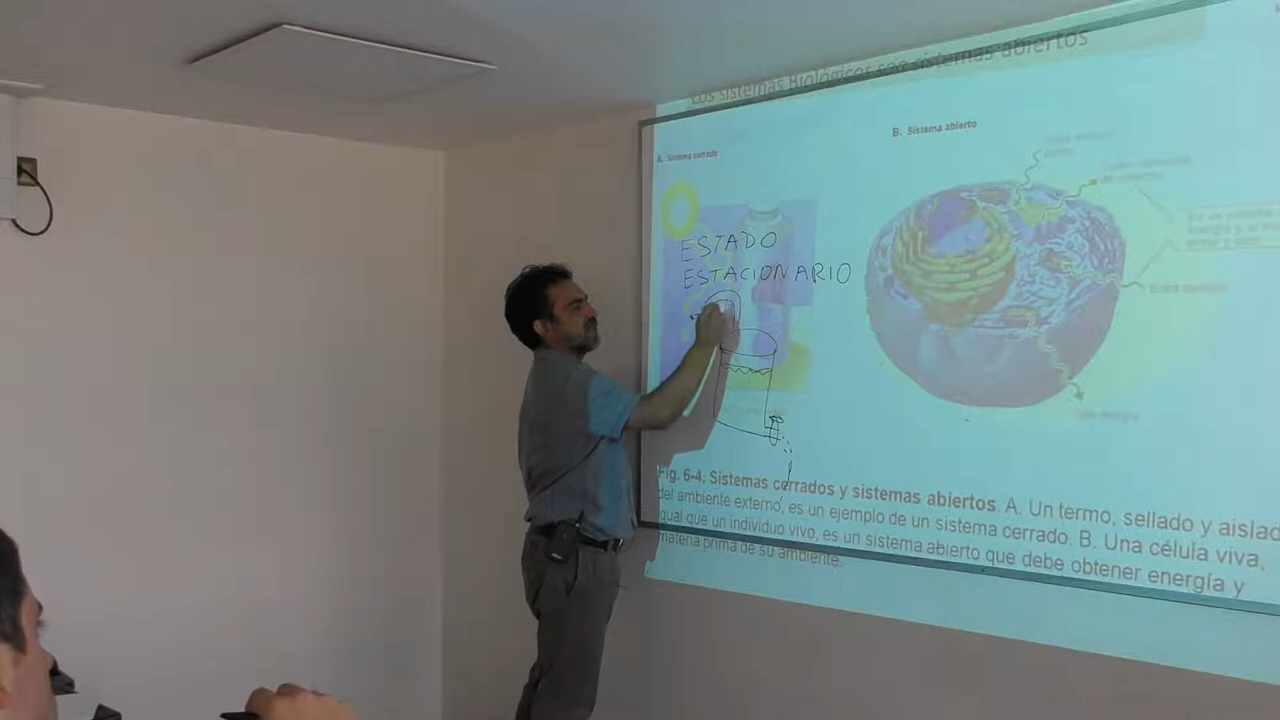 Los sistemas Biológicos son sistemas abiertos
A. Sistema cerrado
B. Sistema abierto
ESTADO
ESTACIONARIO
Fig. 6-4. Sistemas cerrados y sistemas abiertos. A. Un termo, sellado y aislad
del ambiente externo, es un ejemplo de un sistema cerrado. B. Una célula viva,
gual que un individuo vivo, es un sistema abierto que debe obtener energía y
materia prima de su ambiente.